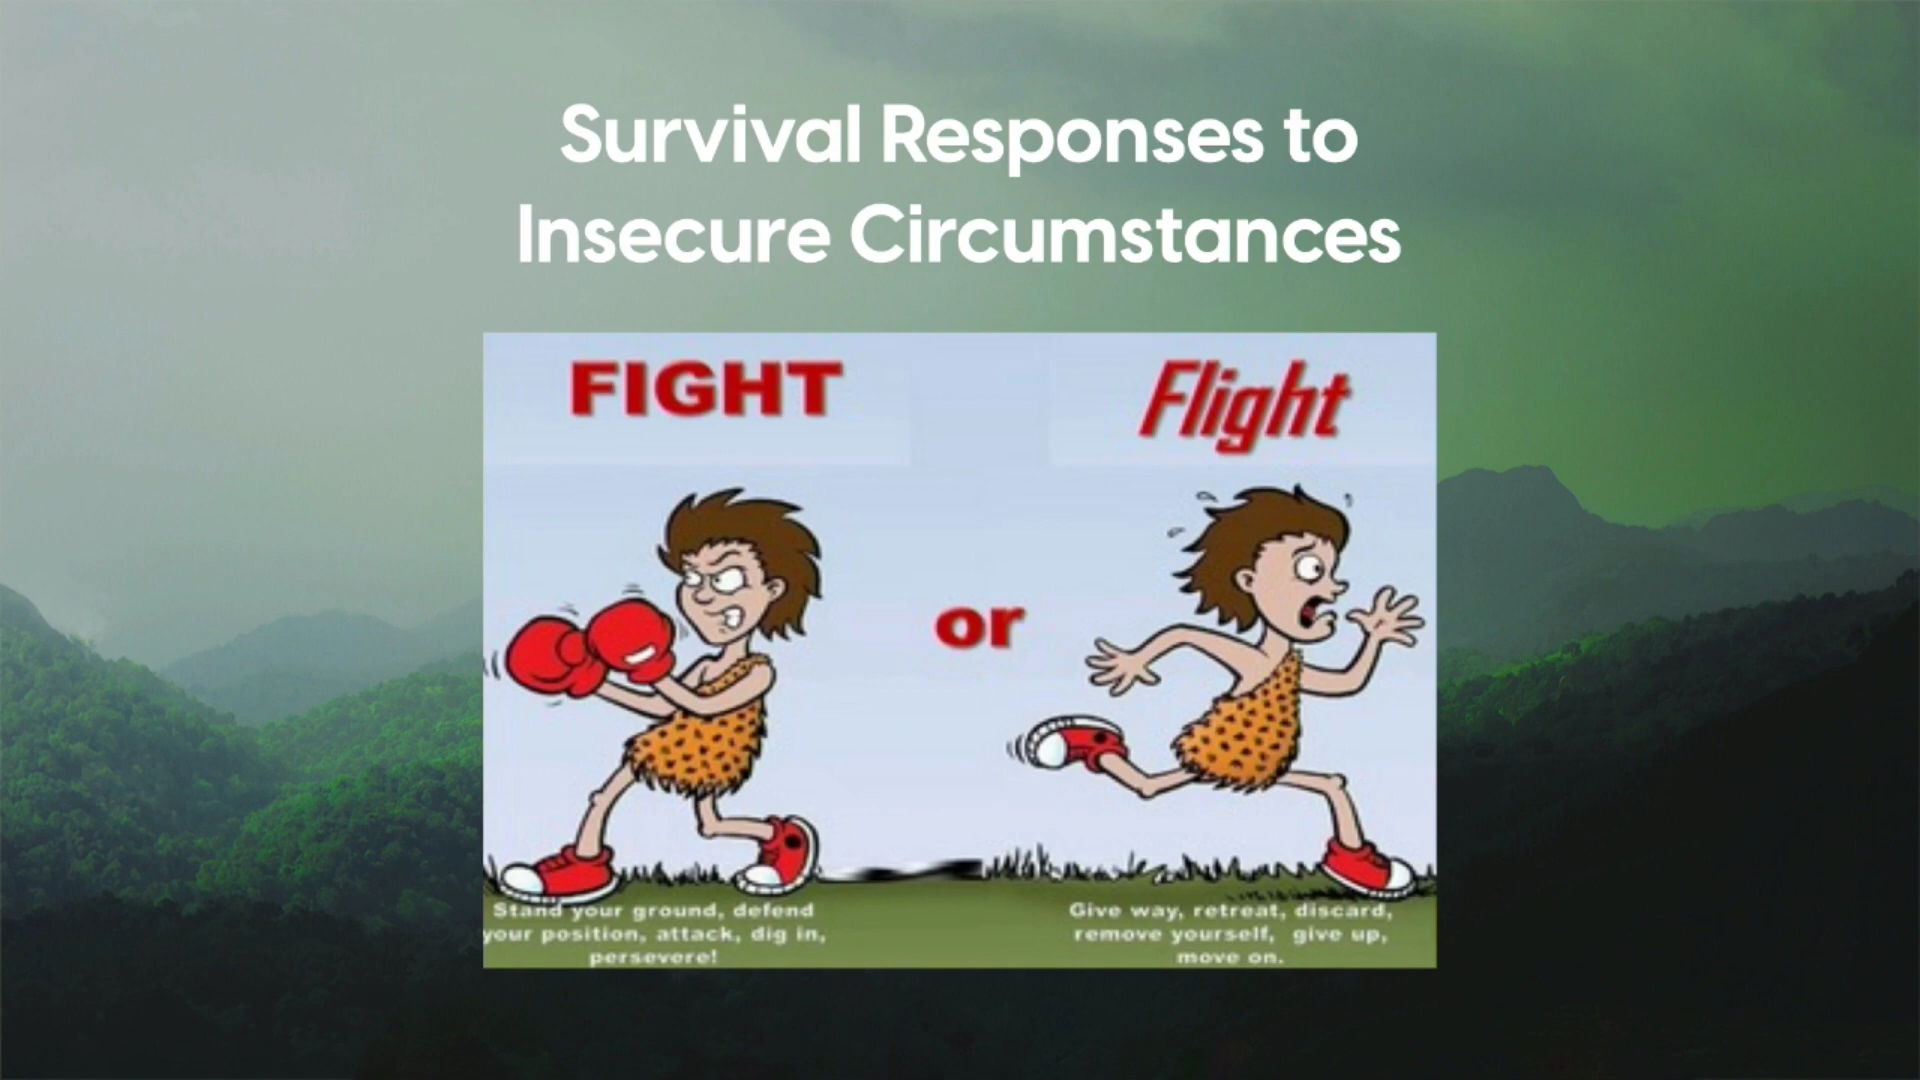 Survival Responses to
Insecure Circumstances
FIGHT
Flight
or
Stand your ground, defend
your position, attack, dig in,
persevere!
Give way, retreat, discard,
remove yourself, give up,
move on.